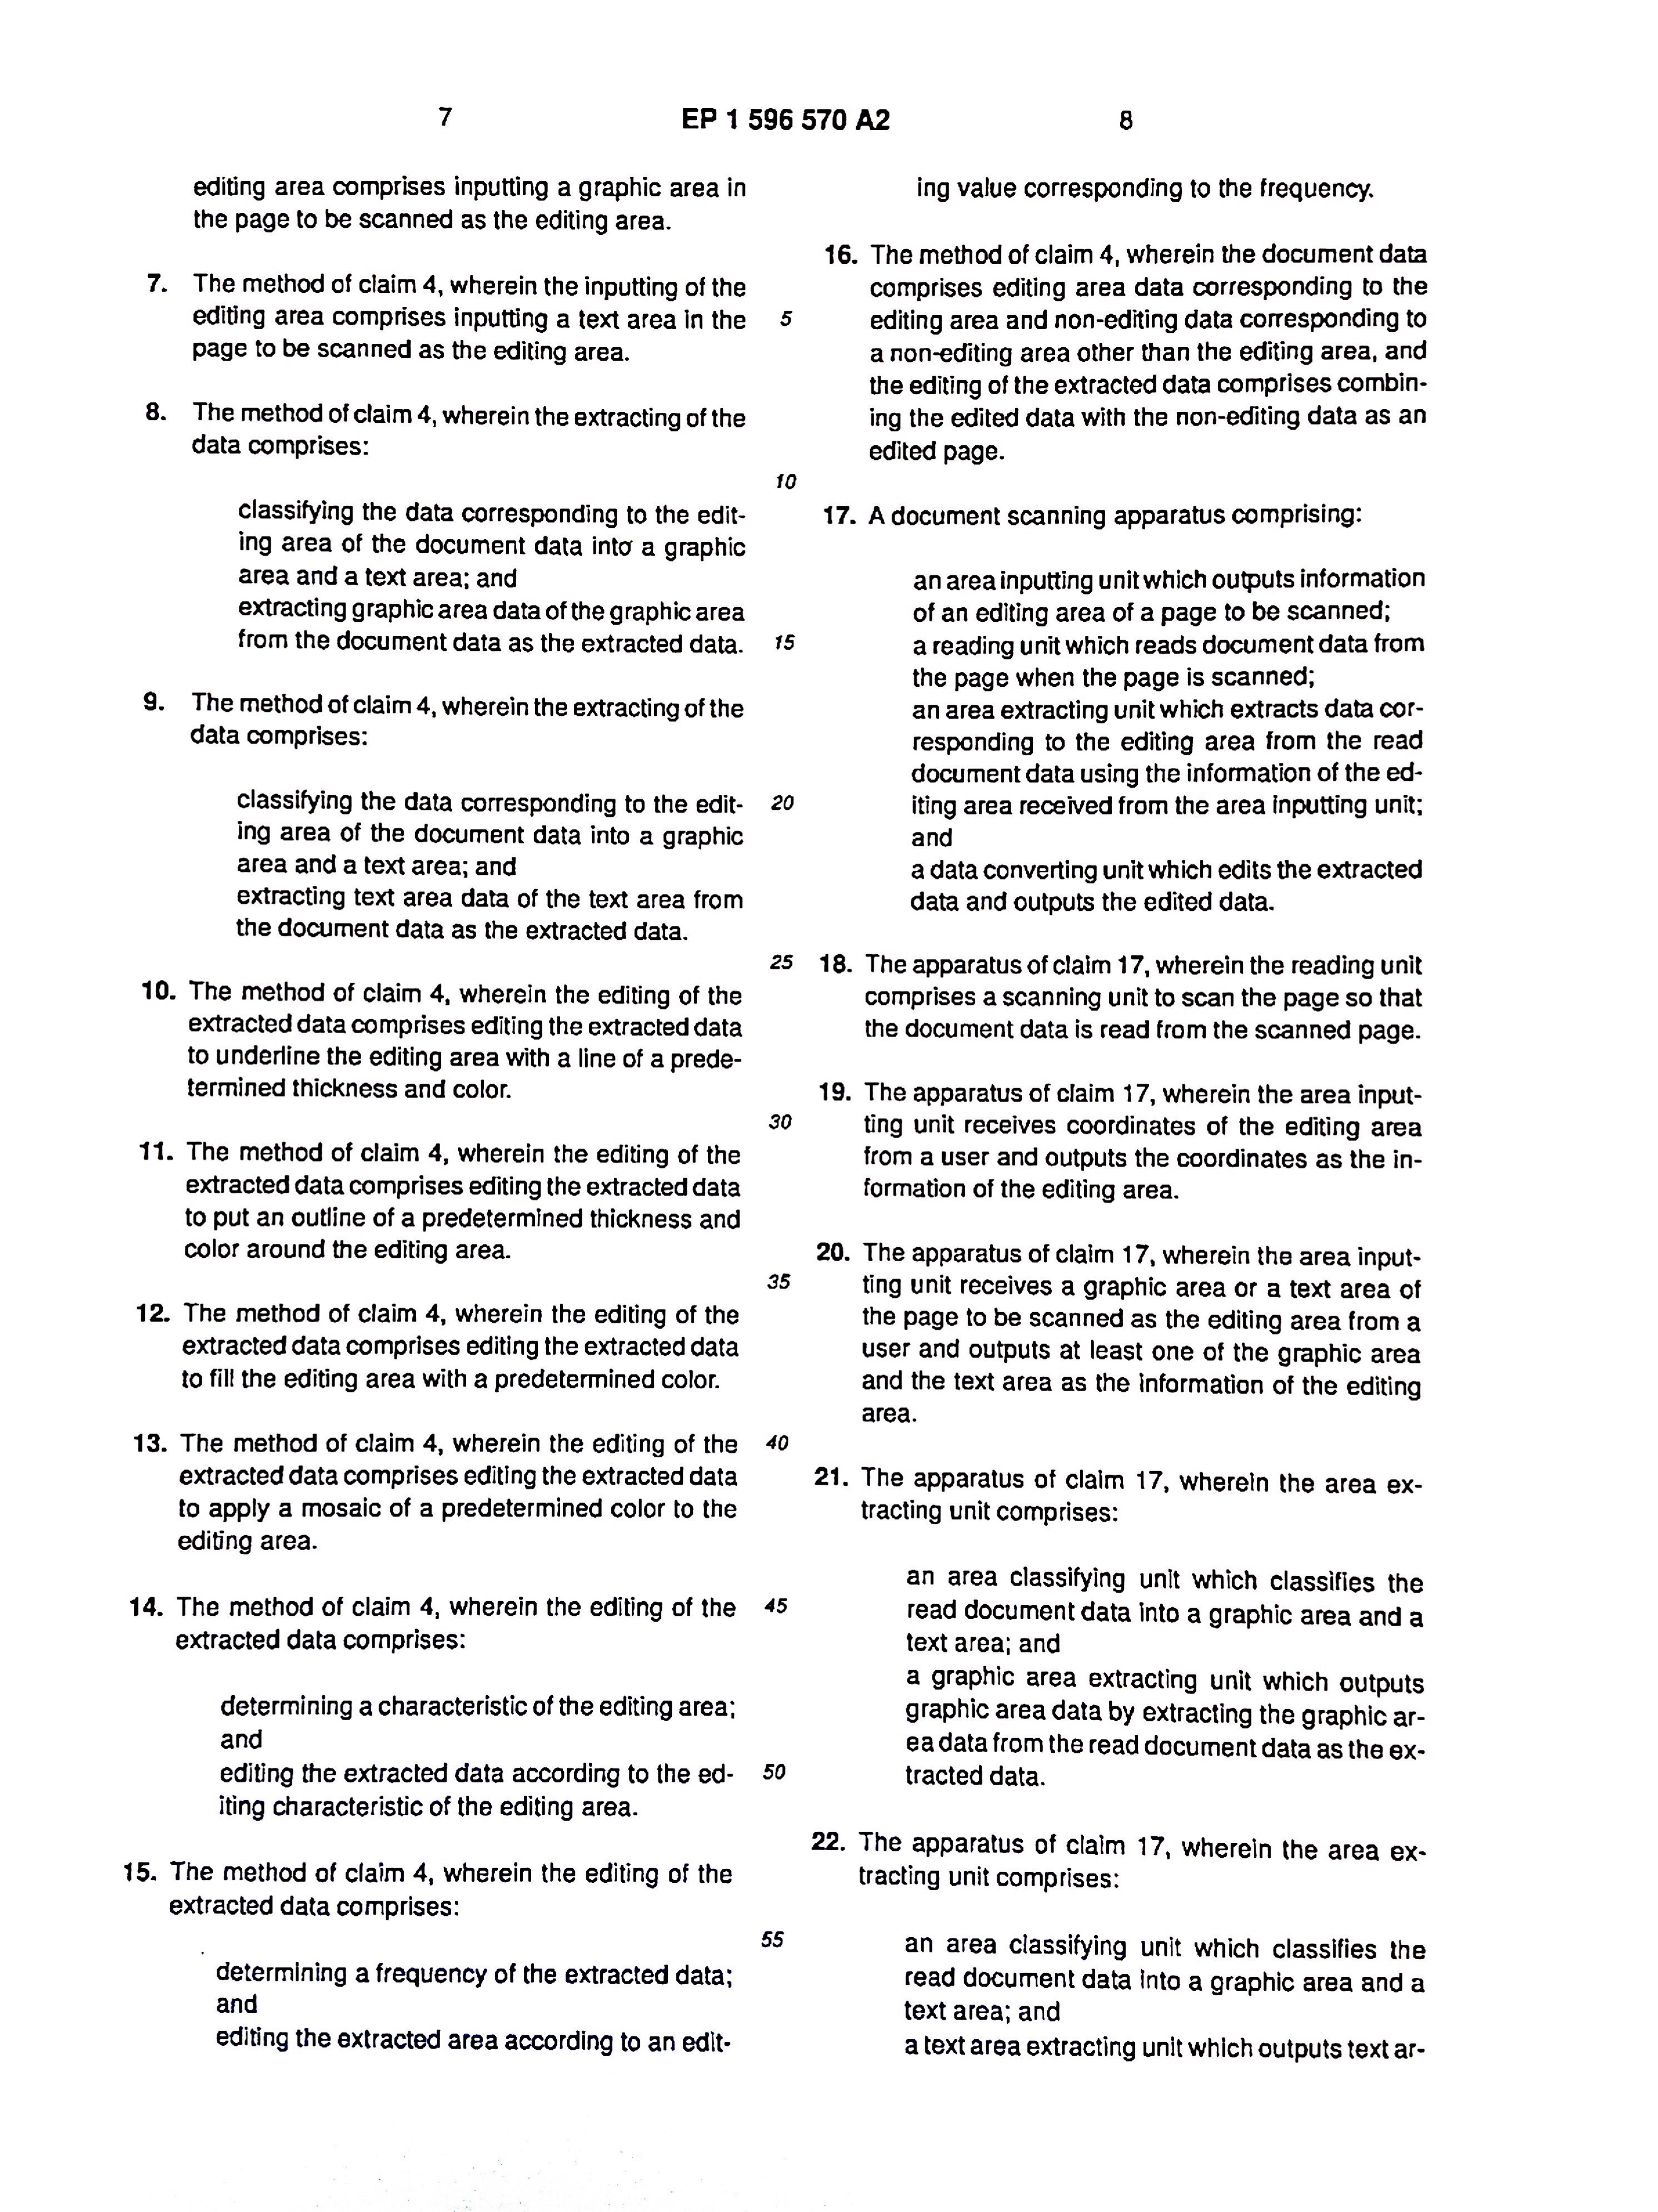 7
EP 1 596 570 A2
8
editing area comprises inputting a graphic area in
the page to be scanned as the editing area.
7. The method of claim 4, wherein the inputting of the
editing area comprises inputting a text area in the
page to be scanned as the editing area.
8. The method of claim 4, wherein the extracting of the
data comprises:
classifying the data corresponding to the edit-
ing area of the document data into a graphic
area and a text area; and
extracting graphic area data of the graphic area
from the document data as the extracted data.
9. The method of claim 4, wherein the extracting of the
data comprises:
classifying the data corresponding to the edit-
ing area of the document data into a graphic
area and a text area; and
extracting text area data of the text area from
the document data as the extracted data.
10. The method of claim 4, wherein the editing of the
extracted data comprises editing the extracted data
to underline the editing area with a line of a prede-
termined thickness and color.
11. The method of claim 4, wherein the editing of the
extracted data comprises editing the extracted data
to put an outline of a predetermined thickness and
color around the editing area.
12. The method of claim 4, wherein the editing of the
extracted data comprises editing the extracted data
to fill the editing area with a predetermined color.
13. The method of claim 4, wherein the editing of the
extracted data comprises editing the extracted data
to apply a mosaic of a predetermined color to the
editing area.
14. The method of claim 4, wherein the editing of the
extracted data comprises:
determining a characteristic of the editing area;
and
editing the extracted data according to the ed-
iting characteristic of the editing area.
15. The method of claim 4, wherein the editing of the
extracted data comprises:
determining a frequency of the extracted data;
and
editing the extracted area according to an edit-
5
10
15
20
25
30
35
40
45
50
55
ing value corresponding to the frequency.
16. The method of claim 4, wherein the document data
comprises editing area data corresponding to the
editing area and non-editing data corresponding to
a non-editing area other than the editing area, and
the editing of the extracted data comprises combin-
ing the edited data with the non-editing data as an
edited page.
17. A document scanning apparatus comprising:
an area inputting unit which outputs information
of an editing area of a page to be scanned;
a reading unit which reads document data from
the page when the page is scanned;
an area extracting unit which extracts data cor-
responding to the editing area from the read
document data using the information of the ed-
iting area received from the area inputting unit;
and
a data converting unit which edits the extracted
data and outputs the edited data.
18. The apparatus of claim 17, wherein the reading unit
comprises a scanning unit to scan the page so that
the document data is read from the scanned page.
19. The apparatus of claim 17, wherein the area input-
ting unit receives coordinates of the editing area
from a user and outputs the coordinates as the in-
formation of the editing area.
20. The apparatus of claim 17, wherein the area input-
ting unit receives a graphic area or a text area of
the page to be scanned as the editing area from a
user and outputs at least one of the graphic area
and the text area as the information of the editing
area.
21. The apparatus of claim 17, wherein the area ex-
tracting unit comprises:
an area classifying unit which classifies the
read document data into a graphic area and a
text area; and
a graphic area extracting unit which outputs
graphic area data by extracting the graphic ar-
ea data from the read document data as the ex-
tracted data.
22. The apparatus of claim 17, wherein the area ex-
tracting unit comprises:
an area classifying unit which classifies the
read document data into a graphic area and a
text area; and
a text area extracting unit which outputs text ar-